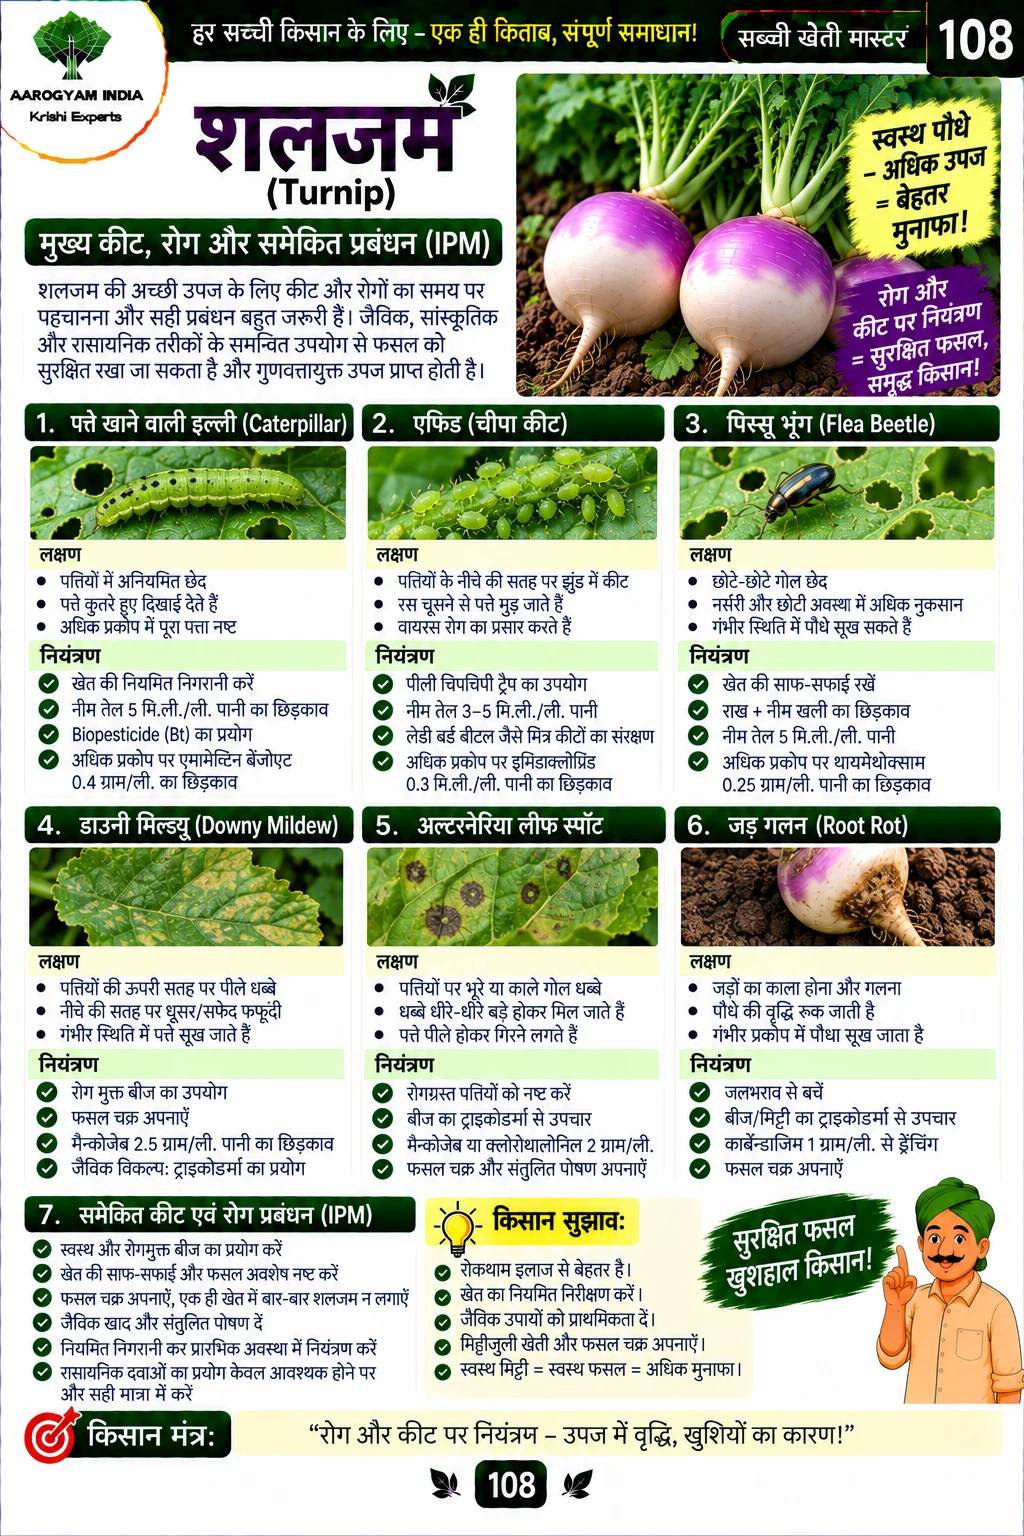 AAROGYAM INDIA
Krishi Experts
हर सच्ची किसान के लिए – एक ही किताब, संपूर्ण समाधान!
सब्ची खेती मास्टर
108
शलजम
(Turnip)
मुख्य कीट, रोग और समेकित प्रबंधन (IPM)
शलजम की अच्छी उपज के लिए कीट और रोगों का समय पर
पहचानना और सही प्रबंधन बहुत जरूरी हैं। जैविक, सांस्कृतिक
और रासायनिक तरीकों के समन्वित उपयोग से फसल को
सुरक्षित रखा जा सकता है और गुणवत्तायुक्त उपज प्राप्त होती है।
स्वस्थ पौधे
– अधिक उपज
= बेहतर
मुनाफा!
रोग और
कीट पर नियंत्रण
= सुरक्षित फसल,
समृद्ध किसान!
1. पत्ते खाने वाली इल्ली (Caterpillar)
लक्षण
• पत्तियों में अनियमित छेद
• पत्ते कुतरे हुए दिखाई देते हैं
• अधिक प्रकोप में पूरा पत्ता नष्ट
नियंत्रण
खेत की नियमित निगरानी करें
नीम तेल 5 मि.ली./ली. पानी का छिड़काव
Biopesticide (Bt) का प्रयोग
अधिक प्रकोप पर एमामेक्टिन बेंजोएट
0.4 ग्राम/ली. का छिड़काव
2. एफिड (चीपा कीट)
लक्षण
• पत्तियों के नीचे की सतह पर झुंड में कीट
• रस चूसने से पत्ते मुड़ जाते हैं
• वायरस रोग का प्रसार करते हैं
नियंत्रण
पीली चिपचिपी ट्रैप का उपयोग
नीम तेल 3–5 मि.ली./ली. पानी
लेडी बर्ड बीटल जैसे मित्र कीटों का संरक्षण
अधिक प्रकोप पर इमिडाक्लोप्रिड
0.3 मि.ली./ली. पानी का छिड़काव
3. पिस्सू भृंग (Flea Beetle)
लक्षण
• छोटे-छोटे गोल छेद
• नर्सरी और छोटी अवस्था में अधिक नुकसान
• गंभीर स्थिति में पौधे सूख सकते हैं
नियंत्रण
खेत की साफ-सफाई रखें
राख + नीम खली का छिड़काव
नीम तेल 5 मि.ली./ली. पानी
अधिक प्रकोप पर थायमेथोक्साम
0.25 ग्राम/ली. पानी का छिड़काव
4. डाउनी मिल्ड्यू (Downy Mildew)
लक्षण
• पत्तियों की ऊपरी सतह पर पीले धब्बे
• नीचे की सतह पर धूसर/सफेद फफूंदी
• गंभीर स्थिति में पत्ते सूख जाते हैं
नियंत्रण
रोग मुक्त बीज का उपयोग
फसल चक्र अपनाएँ
मैन्कोजेब 2.5 ग्राम/ली. पानी का छिड़काव
जैविक विकल्प: ट्राइकोडर्मा का प्रयोग
5. अल्टरनेरिया लीफ स्पॉट
लक्षण
• पत्तियों पर भूरे या काले गोल धब्बे
• धब्बे धीरे-धीरे बड़े होकर मिल जाते हैं
• पत्ते पीले होकर गिरने लगते हैं
नियंत्रण
रोगग्रस्त पत्तियों को नष्ट करें
बीज का ट्राइकोडर्मा से उपचार
मैन्कोजेब या क्लोरोथालोनिल 2 ग्राम/ली.
फसल चक्र और संतुलित पोषण अपनाएँ
6. जड़ गलन (Root Rot)
लक्षण
• जड़ों का काला होना और गलना
• पौधे की वृद्धि रूक जाती है
• गंभीर प्रकोप में पौधा सूख जाता है
नियंत्रण
जलभराव से बचें
बीज/मिट्टी का ट्राइकोडर्मा से उपचार
कार्बेन्डाजिम 1 ग्राम/ली. से ड्रेंचिंग
फसल चक्र अपनाएँ
7. समेकित कीट एवं रोग प्रबंधन (IPM)
स्वस्थ और रोगमुक्त बीज का प्रयोग करें
खेत की साफ-सफाई और फसल अवशेष नष्ट करें
फसल चक्र अपनाएँ, एक ही खेत में बार-बार शलजम न लगाएँ
जैविक खाद और संतुलित पोषण दें
नियमित निगरानी कर प्रारंभिक अवस्था में नियंत्रण करें
रासायनिक दवाओं का प्रयोग केवल आवश्यक होने पर
और सही मात्रा में करें
किसान सुझाव:
रोकथाम इलाज से बेहतर है।
खेत का नियमित निरीक्षण करें।
जैविक उपायों को प्राथमिकता दें।
मिट्टीजुली खेती और फसल चक्र अपनाएँ।
स्वस्थ मिट्टी = स्वस्थ फसल = अधिक मुनाफा।
सुरक्षित फसल
खुशहाल किसान!
किसान मंत्र:
“रोग और कीट पर नियंत्रण – उपज में वृद्धि, खुशियों का कारण!”
108